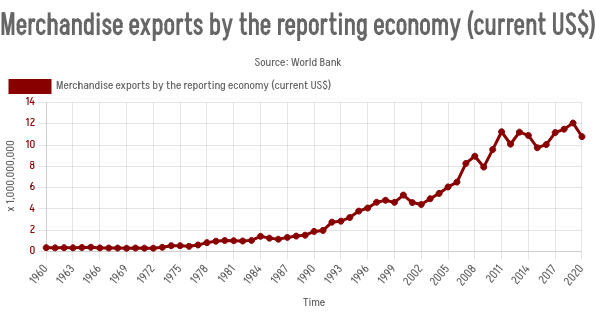 Merchandise exports by the reporting economy (current US$)
Source: World Bank
Merchandise exports by the reporting economy (current US$)
x 1,000,000,000
14
12
10
8
6
4
2
0
1960 1963 1966 1969 1972 1975 1978 1981 1984 1987 1990 1993 1996 1999 2002 2005 2008 2011 2014 2017 2020
Time